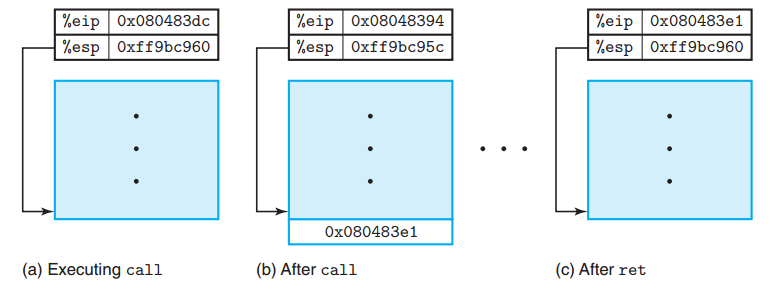 %eip 0x080483dc
%esp 0xff9bc960
(a) Executing call
%eip 0x08048394
%esp 0xff9bc95c
0x080483e1
(b) After call
%eip 0x080483e1
%esp 0xff9bc960
(c) After ret